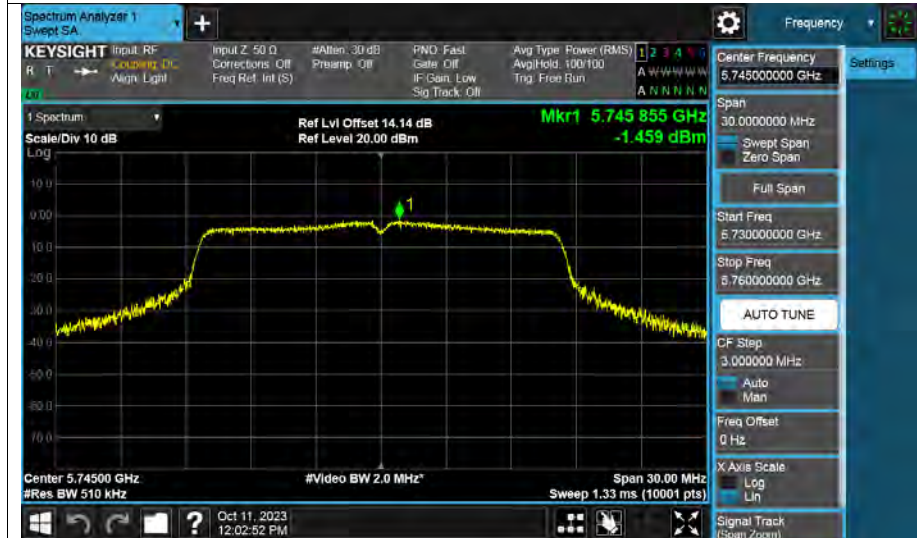 Spectrum Analyzer 1
Swept SA
+
Frequency
KEYSIGHT
R T
Input: RF
Coupling: DC
Align: Light
Input Z: 50 Ω
Corrections: Off
Freq Ref: Int (S)
#Atten: 30 dB
Preamp: Off
PNO: Fast
Gate: Off
IF Gain: Low
Sig Track: Off
Avg Type: Power (RMS)
Avg|Hold: 100/100
Trig: Free Run
1 2 3 4 5 6
A W W W W W
A N N N N N
Center Frequency
5.745000000 GHz
Settings
1 Spectrum
Scale/Div 10 dB
Log
Ref Lvl Offset 14.14 dB
Ref Level 20.00 dBm
Mkr1 5.745 855 GHz
-1.459 dBm
Span
30.0000000 MHz
Swept Span
Zero Span
Full Span
Start Freq
5.730000000 GHz
Stop Freq
5.760000000 GHz
AUTO TUNE
CF Step
3.000000 MHz
Auto
Man
Freq Offset
0 Hz
X Axis Scale
Log
Lin
Signal Track
(Span Zoom)
10.0
0.00
1
10.0
20.0
30.0
40.0
50.0
60.0
70.0
Center 5.74500 GHz
#Res BW 510 kHz
#Video BW 2.0 MHz*
Span 30.00 MHz
Sweep 1.33 ms (10001 pts)
?
Oct 11, 2023
12:02:52 PM